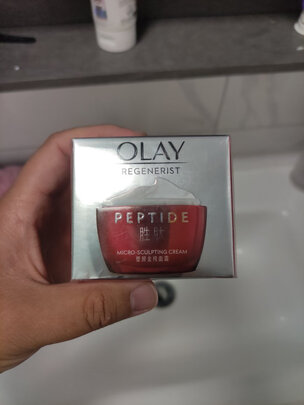 OLAY
REGENERIST
PEPTIDE
胜肽
MICRO-SCULPTING CREAM